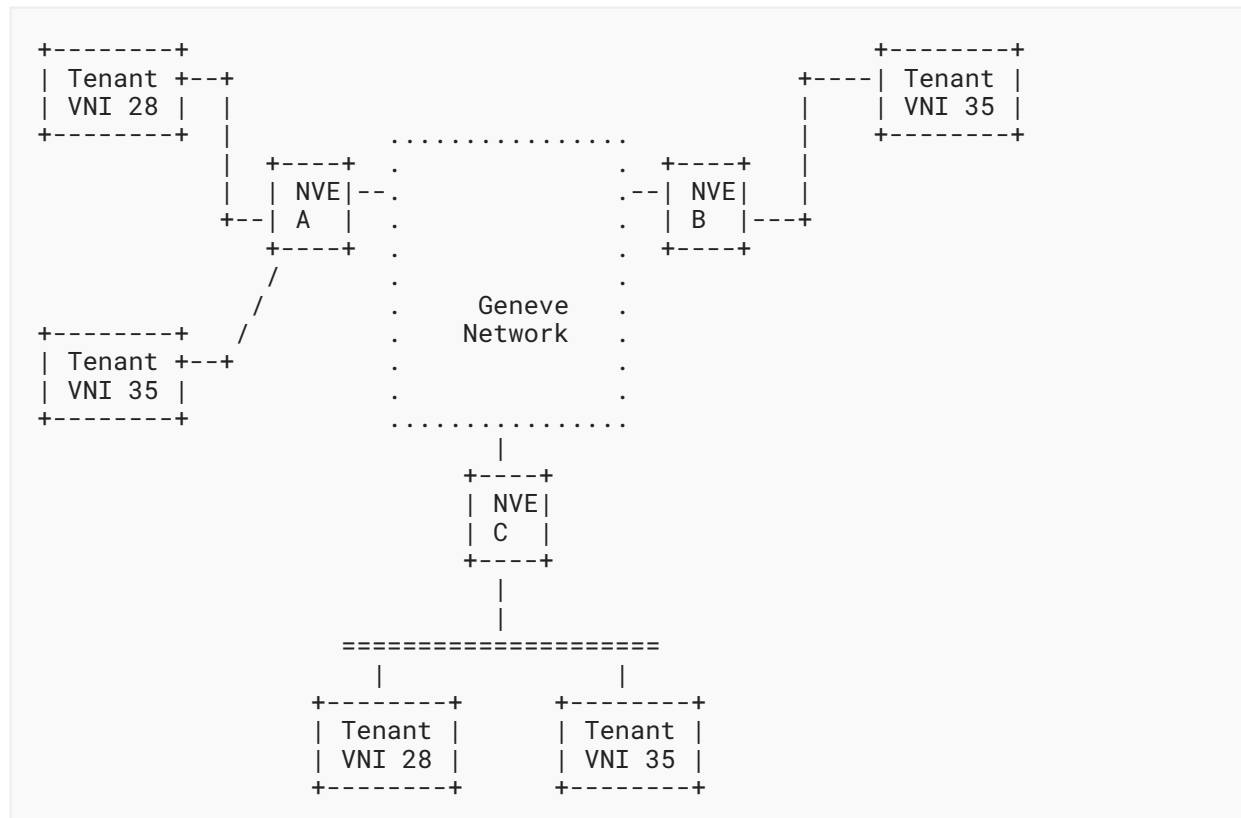 +--------+                                              +--------+
| Tenant +--+                                      +----| Tenant |
| VNI 28 |  |                                      |    | VNI 35 |
+--------+  |          ................            |    +--------+
            |  +----+  .              .  +----+    |
            |  | NVE|--.              .--| NVE|    |
            +--| A  |  .              .  | B  |---+
               +----+  .              .  +----+
               /       .              .
              /        .     Geneve   .
+--------+   /         .    Network   .
| Tenant +--+          .              .
| VNI 35 |             .              .
+--------+             ................
                              |
                            +----+
                            | NVE|
                            | C  |
                            +----+
                              |
                              |
                    =====================
                      |               |
                  +--------+      +--------+
                  | Tenant |      | Tenant |
                  | VNI 28 |      | VNI 35 |
                  +--------+      +--------+